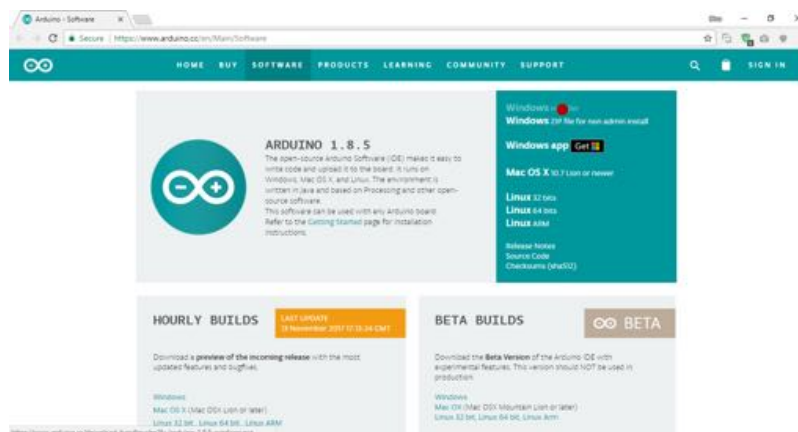 Arduino - Software
Secure https://www.arduino.cc/en/Main/Software
HOME BUY SOFTWARE PRODUCTS LEARNING COMMUNITY SUPPORT SIGN IN
ARDUINO 1.8.5
The open-source Arduino Software (IDE) makes it easy to
write code and upload it to the board. It runs on
Windows, Mac OS X, and Linux. The environment is
written in Java and based on Processing and other open-
source software.
This software can be used with any Arduino board.
Refer to the Getting Started page for Installation
instructions.
Windows
Windows ZIP file for non admin install
Windows app Get
Mac OS X 10.7 Lion or newer
Linux 32 bits
Linux 64 bits
Linux ARM
Release Notes
Source Code
Checksums (sha512)
HOURLY BUILDS
LAST UPDATE
13 November 2017 GMT
Download a preview of the incoming release with the most
updated features and bugfixes.
Windows
Mac OS X (Mac OSX Lion or later)
Linux 32 bit, Linux 64 bit, Linux ARM
BETA BUILDS
BETA
Download the Beta Version of the Arduino IDE with
experimental features. This version should NOT be used in
production
Windows
Mac OX (Mac OSX Mountain Lion or later)
Linux 32 bit, Linux 64 bit, Linux Arm